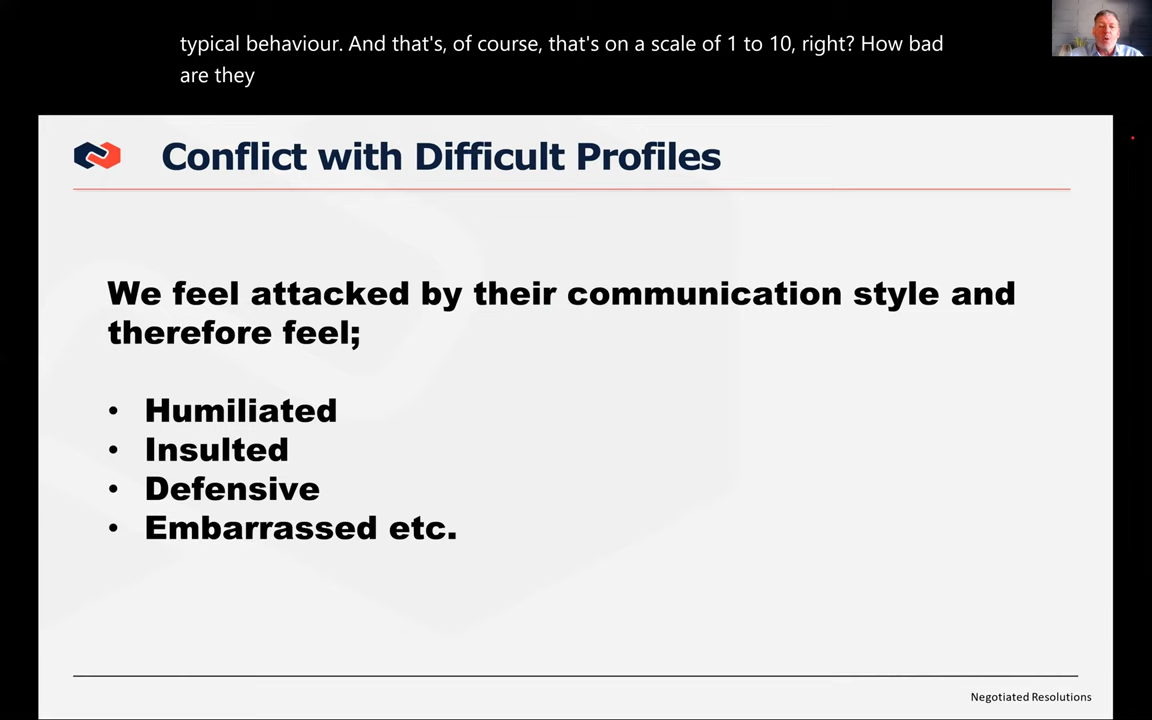 typical behaviour. And that's, of course, that's on a scale of 1 to 10, right? How bad
are they
Conflict with Difficult Profiles
We feel attacked by their communication style and
therefore feel;
• Humiliated
• Insulted
• Defensive
• Embarrassed etc.
Negotiated Resolutions